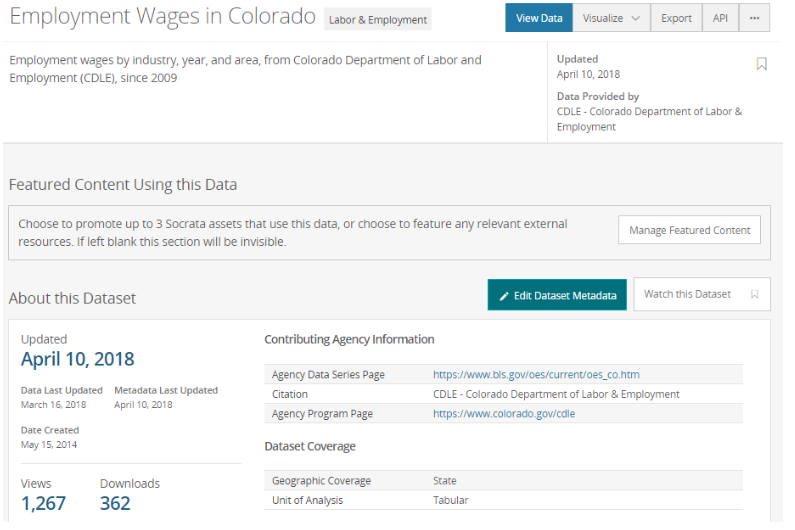 Employment Wages in Colorado Labor & Employment
View Data Visualize Export API ...
Employment wages by industry, year, and area, from Colorado Department of Labor and
Employment (CDLE), since 2009
Updated
April 10, 2018
Data Provided by
CDLE - Colorado Department of Labor &
Employment
Featured Content Using this Data
Choose to promote up to 3 Socrata assets that use this data, or choose to feature any relevant external
resources. If left blank this section will be invisible.
Manage Featured Content
About this Dataset
Edit Dataset Metadata Watch this Dataset
Updated
April 10, 2018
Data Last Updated Metadata Last Updated
March 16, 2018 April 10, 2018
Date Created
May 15, 2014
Views Downloads
1,267 362
Contributing Agency Information
Agency Data Series Page https://www.bls.gov/oes/current/oes_co.htm
Citation CDLE - Colorado Department of Labor & Employment
Agency Program Page https://www.colorado.gov/cdle
Dataset Coverage
Geographic Coverage State
Unit of Analysis Tabular